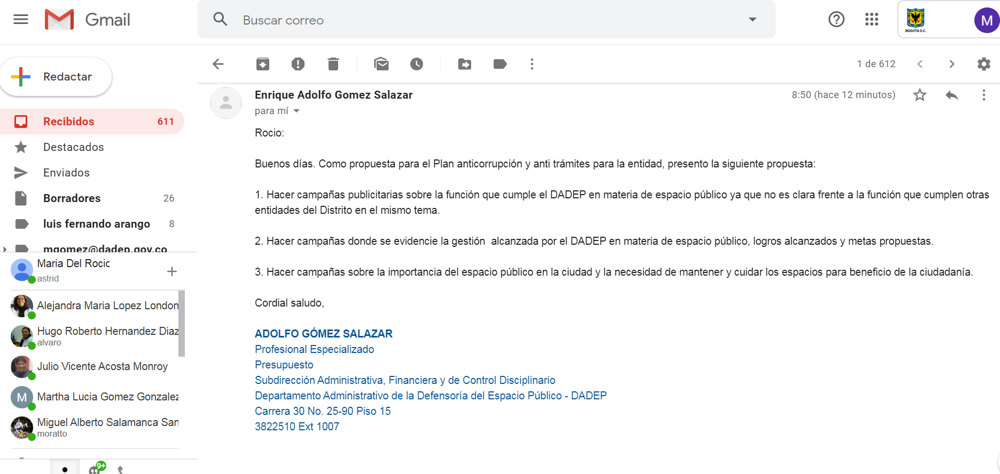 Gmail
Buscar correo
BOGOTÁ D.C.
M
Redactar
1 de 612
Recibidos 611
Destacados
Enviados
Borradores 26
luis fernando arango 8
mgomez@dadep.gov.co
Maria Del Rocio
astrid
Alejandra Maria Lopez London
Hugo Roberto Hernandez Diaz
alvaro
Julio Vicente Acosta Monroy
M
Martha Lucia Gomez Gonzalez
Miguel Alberto Salamanca San
moratto
9+
Enrique Adolfo Gomez Salazar
8:50 (hace 12 minutos)
para mí
Rocio:
Buenos días. Como propuesta para el Plan anticorrupción y anti trámites para la entidad, presento la siguiente propuesta:
1. Hacer campañas publicitarias sobre la función que cumple el DADEP en materia de espacio público ya que no es clara frente a la función que cumplen otras
entidades del Distrito en el mismo tema.
2. Hacer campañas donde se evidencie la gestión  alcanzada por el DADEP en materia de espacio público, logros alcanzados y metas propuestas.
3. Hacer campañas sobre la importancia del espacio público en la ciudad y la necesidad de mantener y cuidar los espacios para beneficio de la ciudadanía.
Cordial saludo,
ADOLFO GÓMEZ SALAZAR
Profesional Especializado
Presupuesto
Subdirección Administrativa, Financiera y de Control Disciplinario
Departamento Administrativo de la Defensoría del Espacio Público - DADEP
Carrera 30 No. 25-90 Piso 15
3822510 Ext 1007